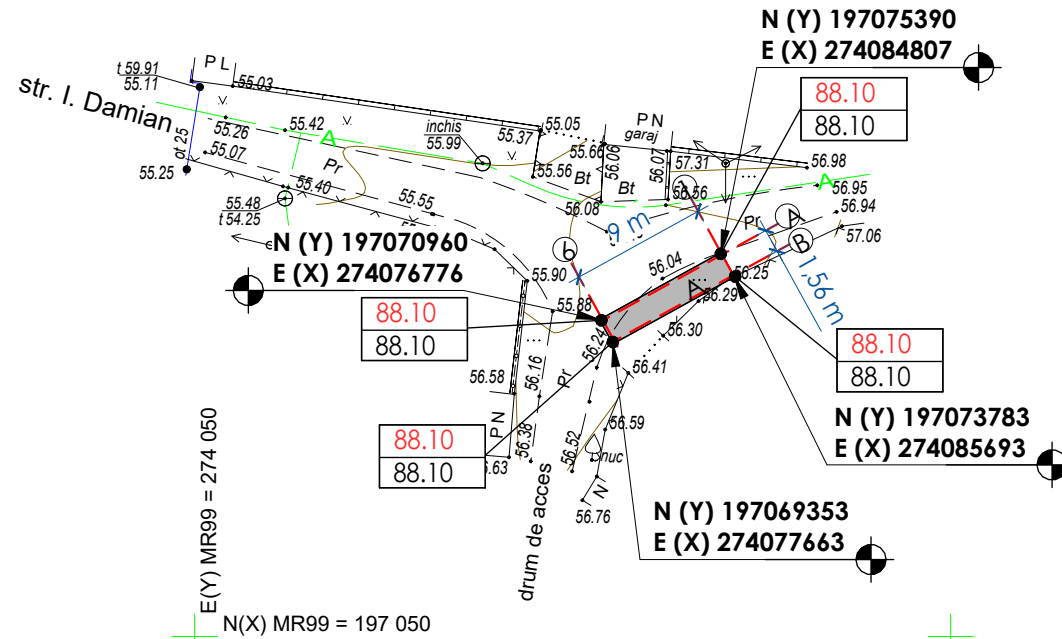 N (Y) 197075390
E (X) 274084807
88.10
88.10
t 59.91
55.11
P L
55.03
str. I. Damian
ol 25
55.26
55.42
A
inchis
55.99
55.37
55.05
55.66
56.06
P N
garaj
56.07
57.31
56.98
A
56.95
55.25
55.07
Pr
55.40
55.48
t 54.25
55.55
55.56
Bt
Bt
56.08
56.56
9 m
Pr
A
B
56.94
57.06
1,56 m
N (Y) 197070960
E (X) 274076776
6
55.90
55.88
56.04
A
56.25
56.29
56.30
88.10
88.10
88.10
88.10
N (Y) 197073783
E (X) 274085693
56.24
56.16
Pr
56.41
56.58
P N
56.38
56.52
56.59
nuc
N
56.76
88.10
88.10
drum de acces
N (Y) 197069353
E (X) 274077663
E(Y) MR99 = 274 050
N(X) MR99 = 197 050